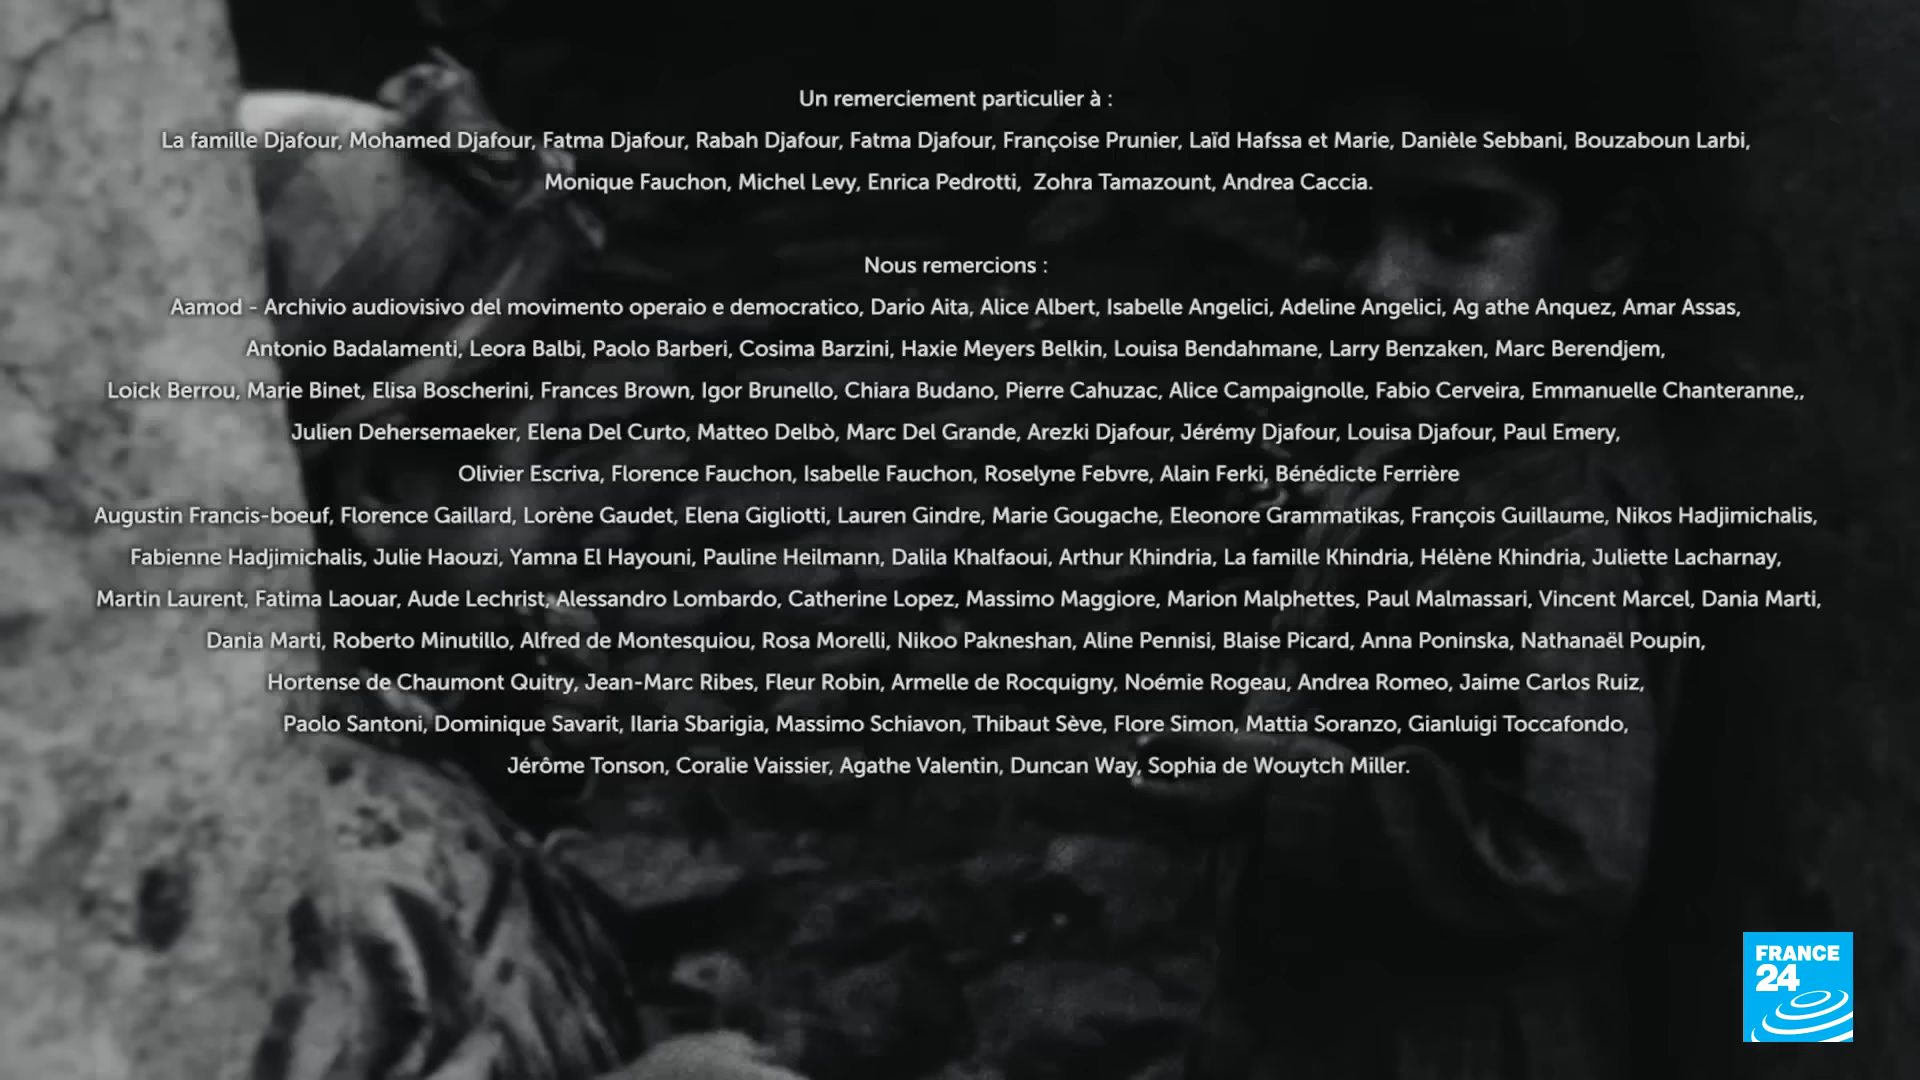 Un remerciement particulier à :
La famille Djafour, Mohamed Djafour, Fatma Djafour, Rabah Djafour, Fatma Djafour, Françoise Prunier, Laïd Hafssa et Marie, Danièle Sebbani, Bouzaboun Larbi,
Monique Fauchon, Michel Levy, Enrica Pedrotti,  Zohra Tamazount, Andrea Caccia.
Nous remercions :
Aamod - Archivio audiovisivo del movimento operaio e democratico, Dario Aita, Alice Albert, Isabelle Angelici, Adeline Angelici, Ag athe Anquez, Amar Assas,
Antonio Badalamenti, Leora Balbi, Paolo Barberi, Cosima Barzini, Haxie Meyers Belkin, Louisa Bendahmane, Larry Benzaken, Marc Berendjem,
Loïck Berrou, Marie Binet, Elisa Boscherini, Frances Brown, Igor Brunello, Chiara Budano, Pierre Cahuzac, Alice Campaignolle, Fabio Cerveira, Emmanuelle Chanteranne,,
Julien Dehersemaeker, Elena Del Curto, Matteo Delbò, Marc Del Grande, Arezki Djafour, Jérémy Djafour, Louisa Djafour, Paul Emery,
Olivier Escriva, Florence Fauchon, Isabelle Fauchon, Roselyne Febvre, Alain Ferki, Bénédicte Ferrière
Augustin Francis-boeuf, Florence Gaillard, Lorène Gaudet, Elena Gigliotti, Lauren Gindre, Marie Gougache, Eleonore Grammatikas, François Guillaume, Nikos Hadjimichalis,
Fabienne Hadjimichalis, Julie Haouzi, Yamna El Hayouni, Pauline Heilmann, Dalila Khalfaoui, Arthur Khindria, La famille Khindria, Hélène Khindria, Juliette Lacharnay,
Martin Laurent, Fatima Laouar, Aude Lechrist, Alessandro Lombardo, Catherine Lopez, Massimo Maggiore, Marion Malphettes, Paul Malmassari, Vincent Marcel, Dania Marti,
Dania Marti, Roberto Minutillo, Alfred de Montesquiou, Rosa Morelli, Nikoo Pakneshan, Aline Pennisi, Blaise Picard, Anna Poninska, Nathanaël Poupin,
Hortense de Chaumont Quitry, Jean-Marc Ribes, Fleur Robin, Armelle de Rocquigny, Noémie Rogeau, Andrea Romeo, Jaime Carlos Ruiz,
Paolo Santoni, Dominique Savarit, Ilaria Sbarigia, Massimo Schiavon, Thibaut Sève, Flore Simon, Mattia Soranzo, Gianluigi Toccafondo,
Jérôme Tonson, Coralie Vaissier, Agathe Valentin, Duncan Way, Sophia de Wouytch Miller.
FRANCE
24